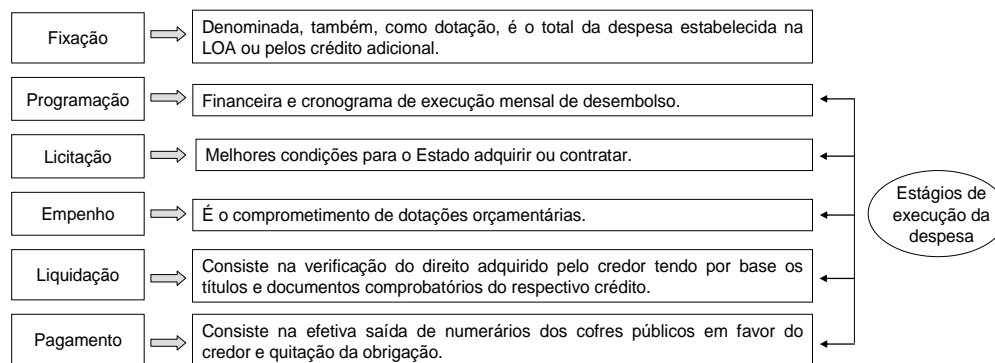 Fixação
Denominada, também, como dotação, é o total da despesa estabelecida na
LOA ou pelos crédito adicional.
Programação
Financeira e cronograma de execução mensal de desembolso.
Licitação
Melhores condições para o Estado adquirir ou contratar.
Empenho
É o comprometimento de dotações orçamentárias.
Liquidação
Consiste na verificação do direito adquirido pelo credor tendo por base os
títulos e documentos comprobatórios do respectivo crédito.
Pagamento
Consiste na efetiva saída de numerários dos cofres públicos em favor do
credor e quitação da obrigação.
Estágios de
execução da
despesa